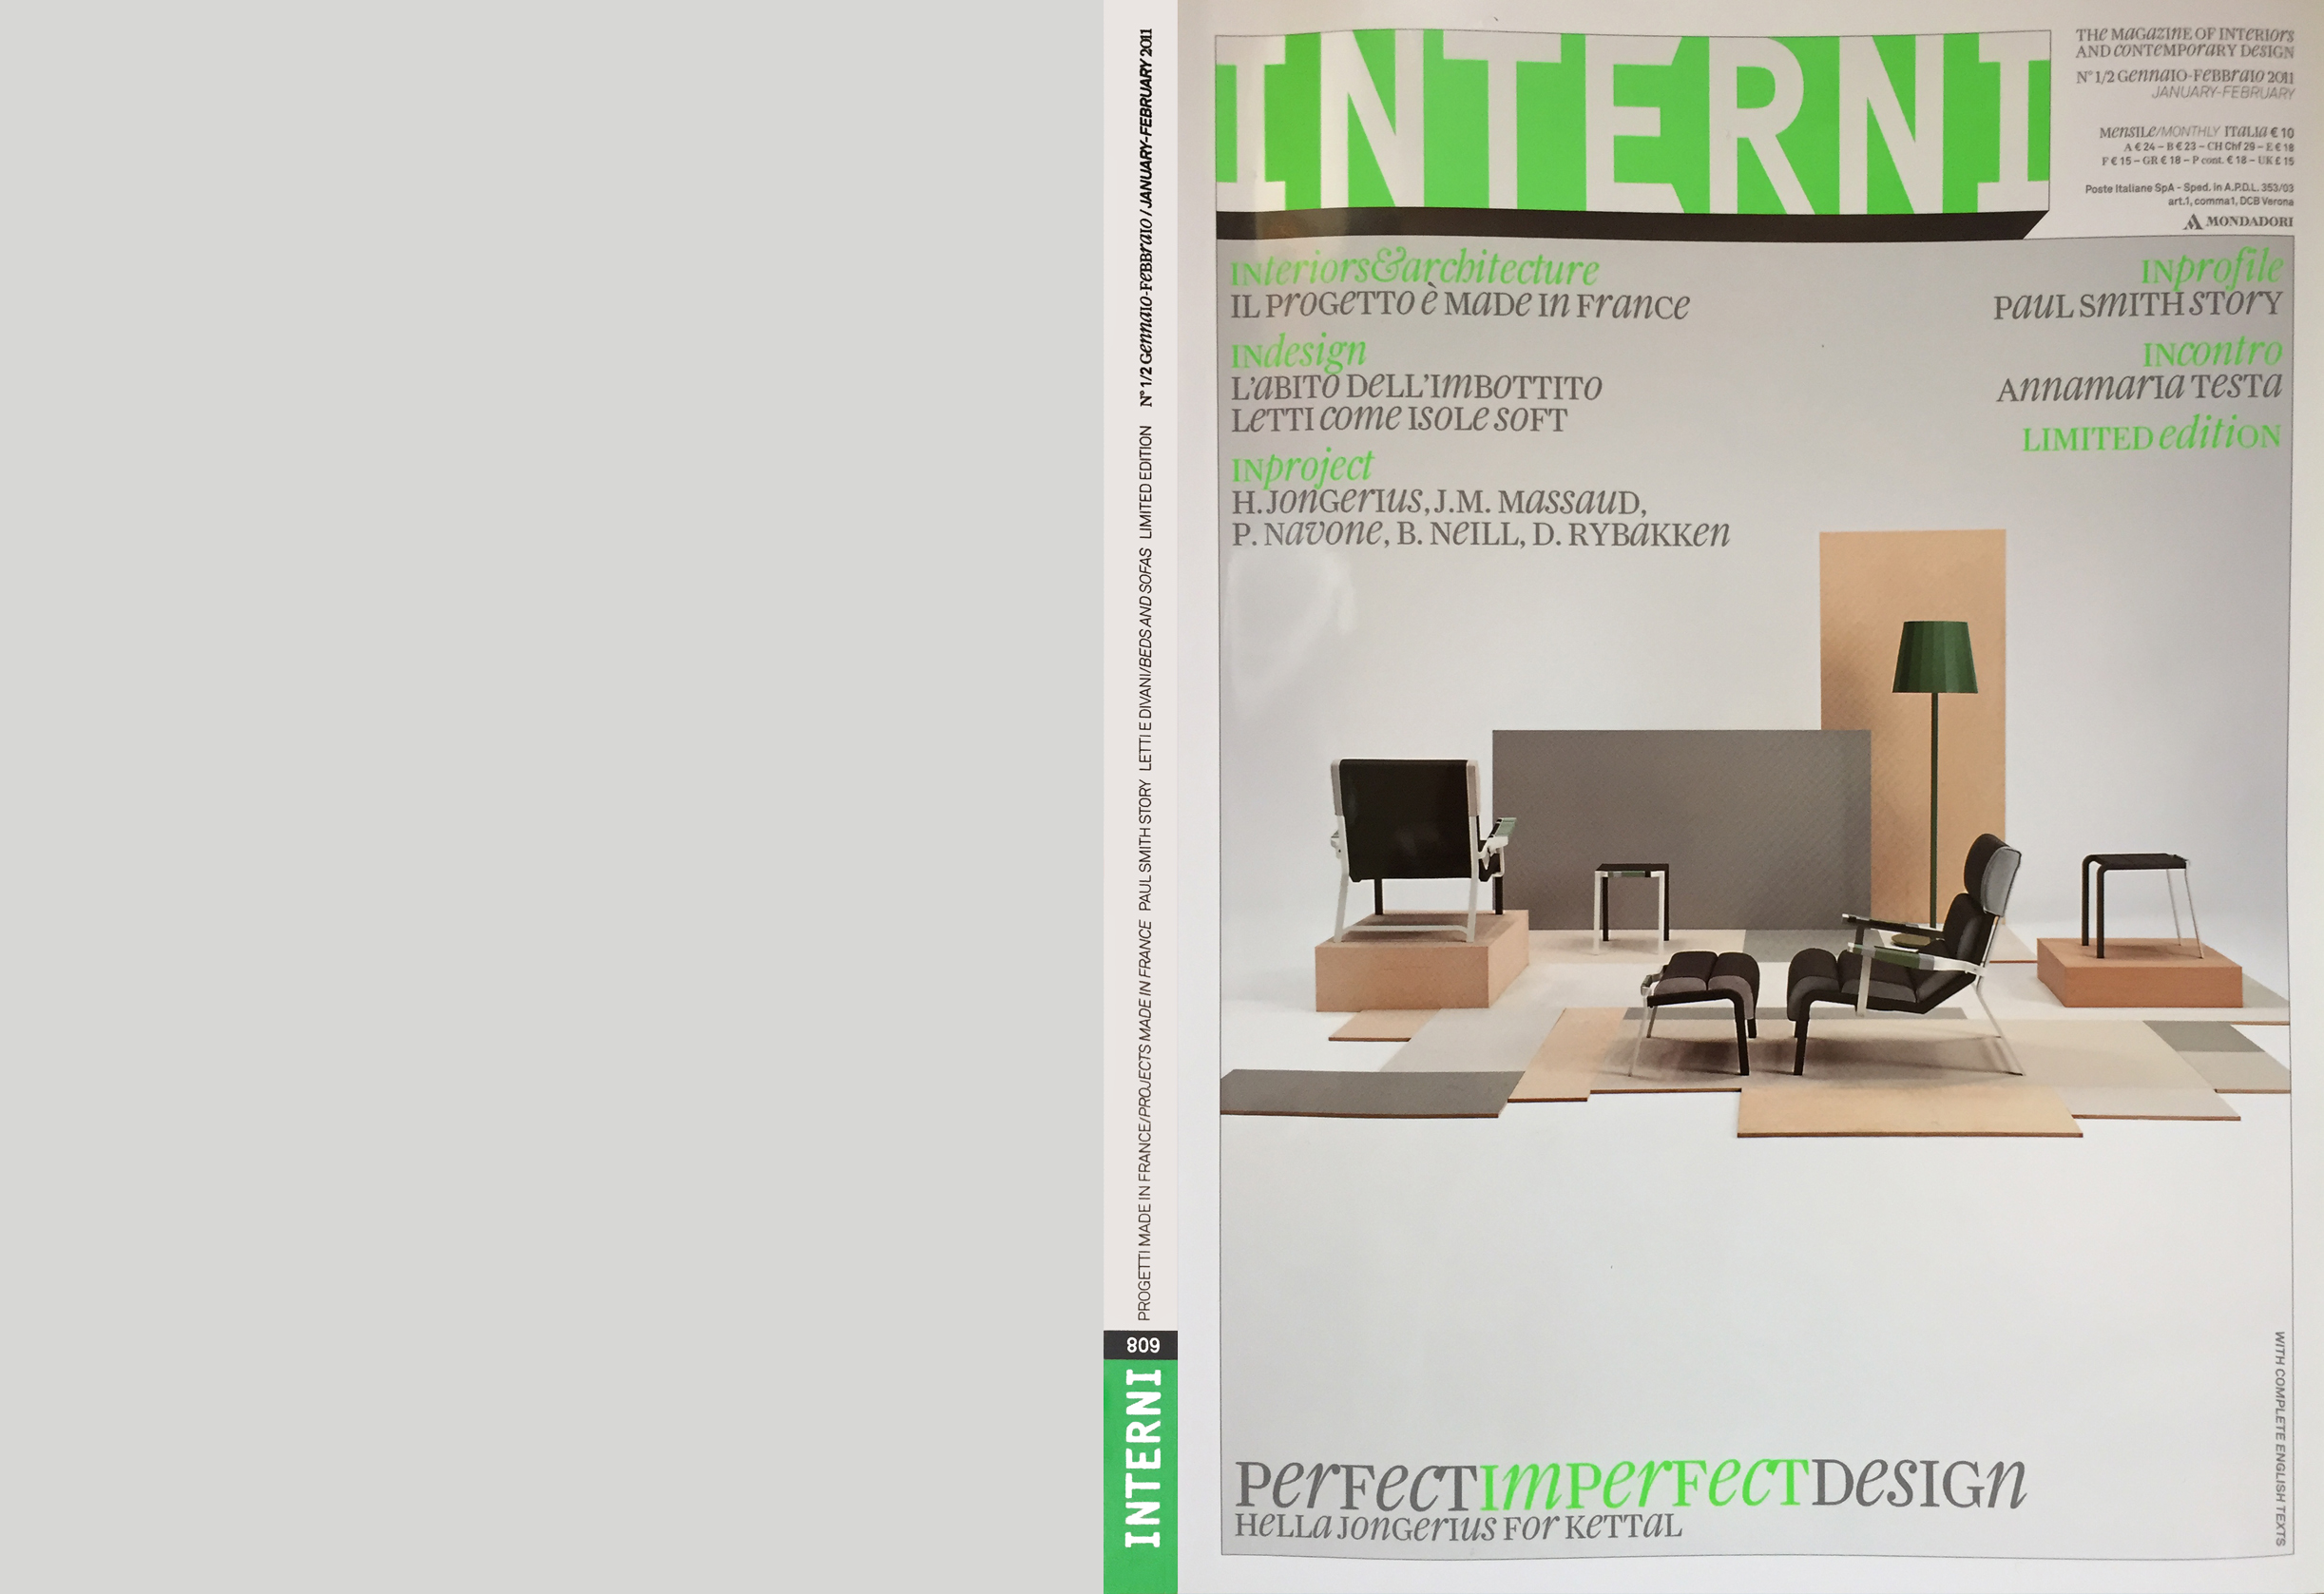 N° 1/2 Gennaio-Febbraio / JANUARY-FEBRUARY 2011
PROGETTI MADE IN FRANCE/PROJECTS MADE IN FRANCE PAUL SMITH STORY LETTI E DIVANI/BEDS AND SOFAS LIMITED EDITION
809
INTERNI
INTERNI
THE MAGAZINE OF INTERIORS
AND CONTEMPORARY DESIGN
N° 1/2 GENNAIO-FEBBRAIO 2011
JANUARY-FEBRUARY
MENSILE/MONTHLY ITALIA € 10
A € 24 – B € 23 – CH Chf 29 – E € 18
F € 15 – GR € 18 – P cont. € 18 – UK £ 15
Poste Italiane SpA - Sped. in A.P.D.L. 353/03
art.1, comma1, DCB Verona
MONDADORI
INteriors&architecture
IL PROGETTO è MADE IN FRANCE
INdesign
L'ABITO DELL'IMBOTTITO
LETTI COME ISOLE SOFT
INproject
H. JONGERIUS, J.M. MASSAUD,
P. NAVONE, B. NEILL, D. RYBAKKEN
INprofile
PAUL SMITH STORY
INcontro
ANNAMARIA TESTA
LIMITED editiON
PERFECTIMPERFECTDESIGN
HELLA JONGERIUS FOR KETTAL
WITH COMPLETE ENGLISH TEXTS